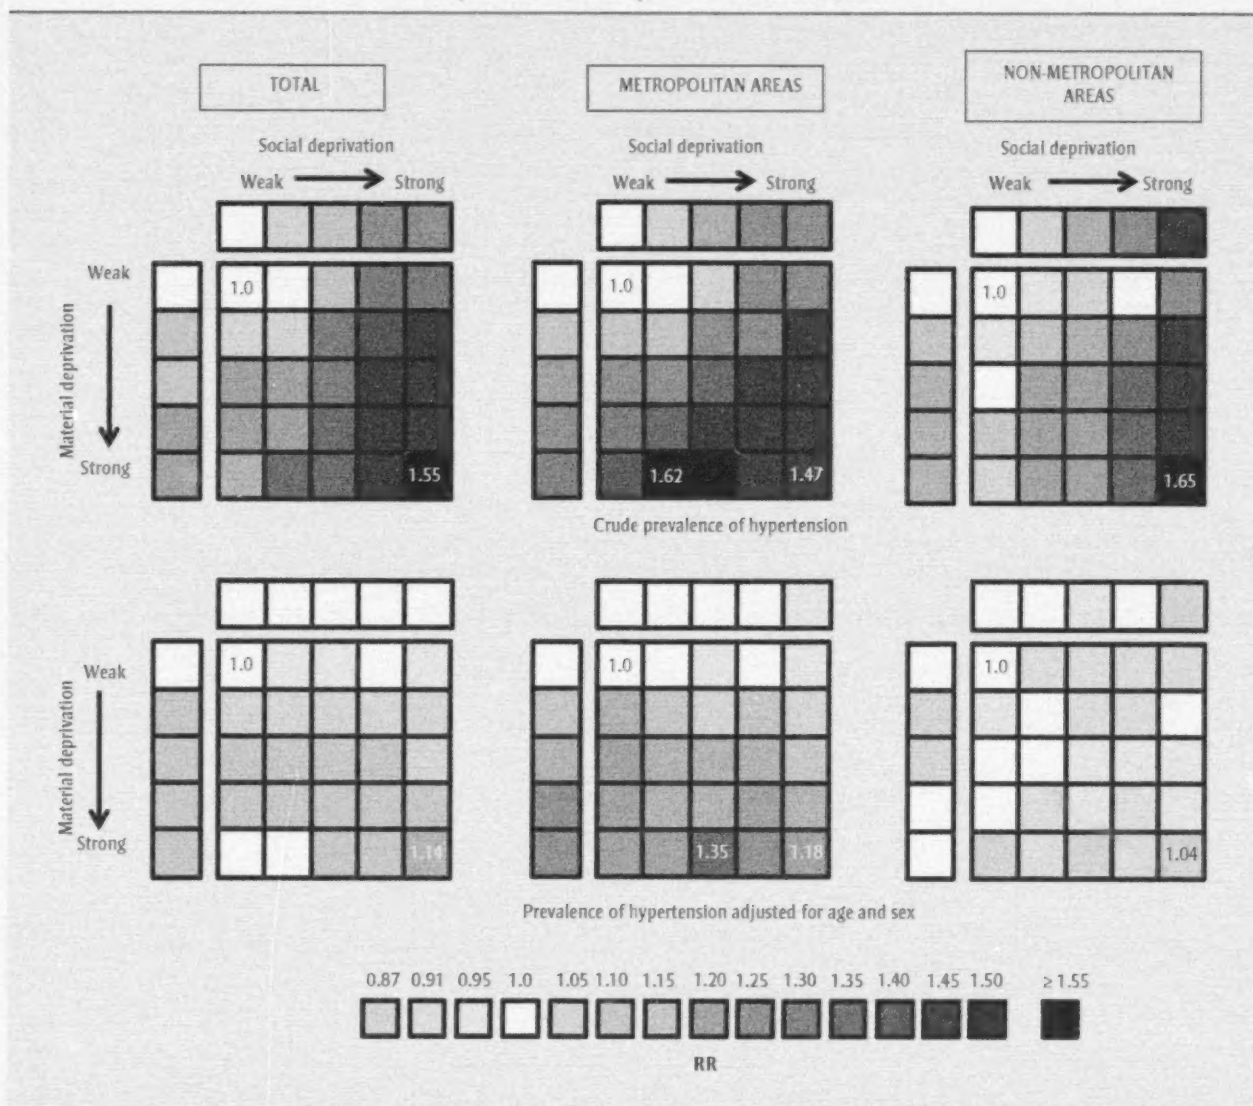 TOTAL
METROPOLITAN AREAS
NON-METROPOLITAN
AREAS
Social deprivation
Social deprivation
Social deprivation
Weak Strong
Weak Strong
Weak Strong
Weak
Material deprivation
Strong
1.0
1.55
1.0
1.62
1.47
1.0
1.65
Crude prevalence of hypertension
Weak
Material deprivation
Strong
1.0
1.14
1.0
1.35
1.18
1.0
1.04
Prevalence of hypertension adjusted for age and sex
0.87 0.91 0.95 1.0 1.05 1.10 1.15 1.20 1.25 1.30 1.35 1.40 1.45 1.50 ≥ 1.55
RR